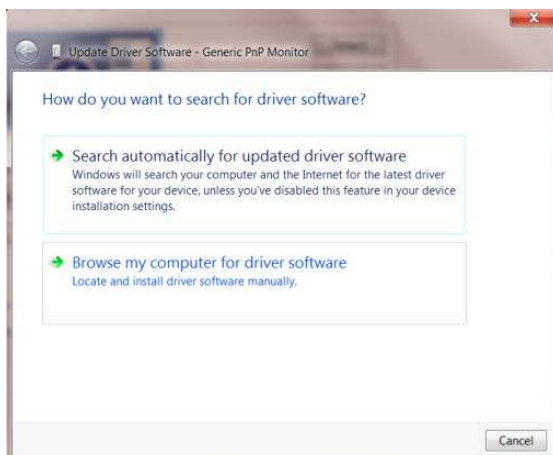 Update Driver Software - Generic PnP Monitor
How do you want to search for driver software?
Search automatically for updated driver software
Windows will search your computer and the Internet for the latest driver
software for your device, unless you've disabled this feature in your device
installation settings.
Browse my computer for driver software
Locate and install driver software manually.
Cancel